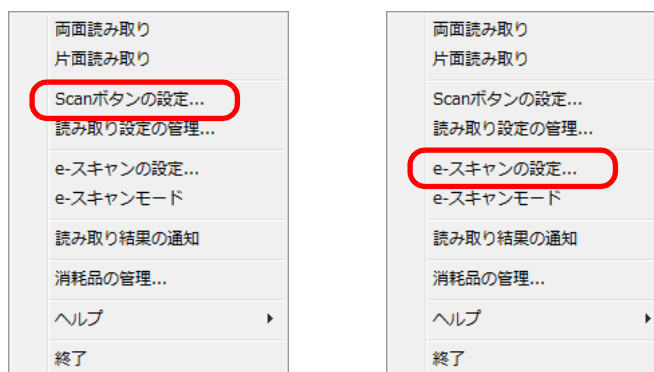 両面読み取り
片面読み取り
Scanボタンの設定...
読み取り設定の管理...
e-スキャンの設定...
e-スキャンモード
読み取り結果の通知
消耗品の管理...
ヘルプ
終了
両面読み取り
片面読み取り
Scanボタンの設定...
読み取り設定の管理...
e-スキャンの設定...
e-スキャンモード
読み取り結果の通知
消耗品の管理...
ヘルプ
終了